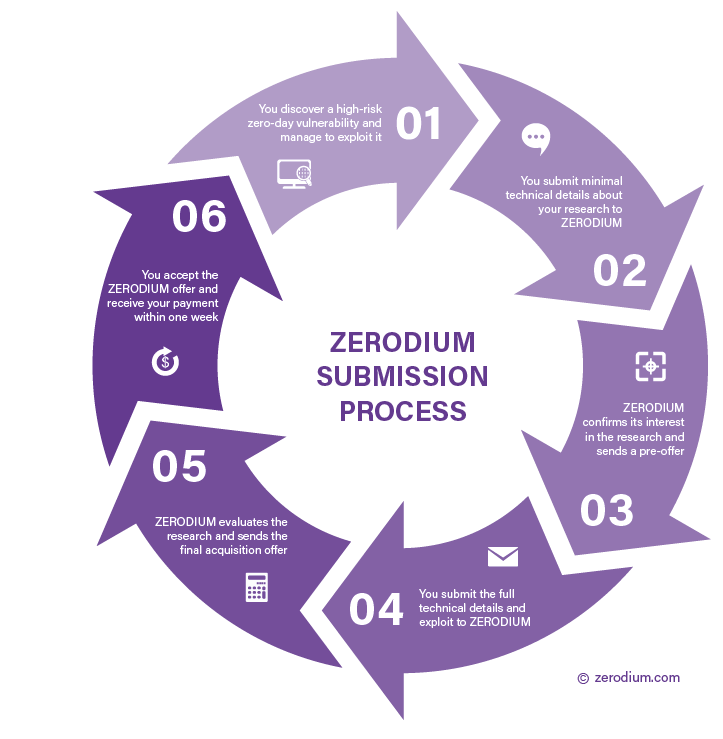 You discover a high-risk
zero-day vulnerability and
manage to exploit it
01
You submit minimal
technical details about
your research to
ZERODIUM
02
ZERODIUM
confirms its interest
in the research and
sends a pre-offer
03
04
You submit the full
technical details and
exploit to ZERODIUM
05
ZERODIUM evaluates the
research and sends the
final acquisition offer
06
You accept the
ZERODIUM offer and
receive your payment
within one week
$
ZERODIUM
SUBMISSION
PROCESS
© zerodium.com